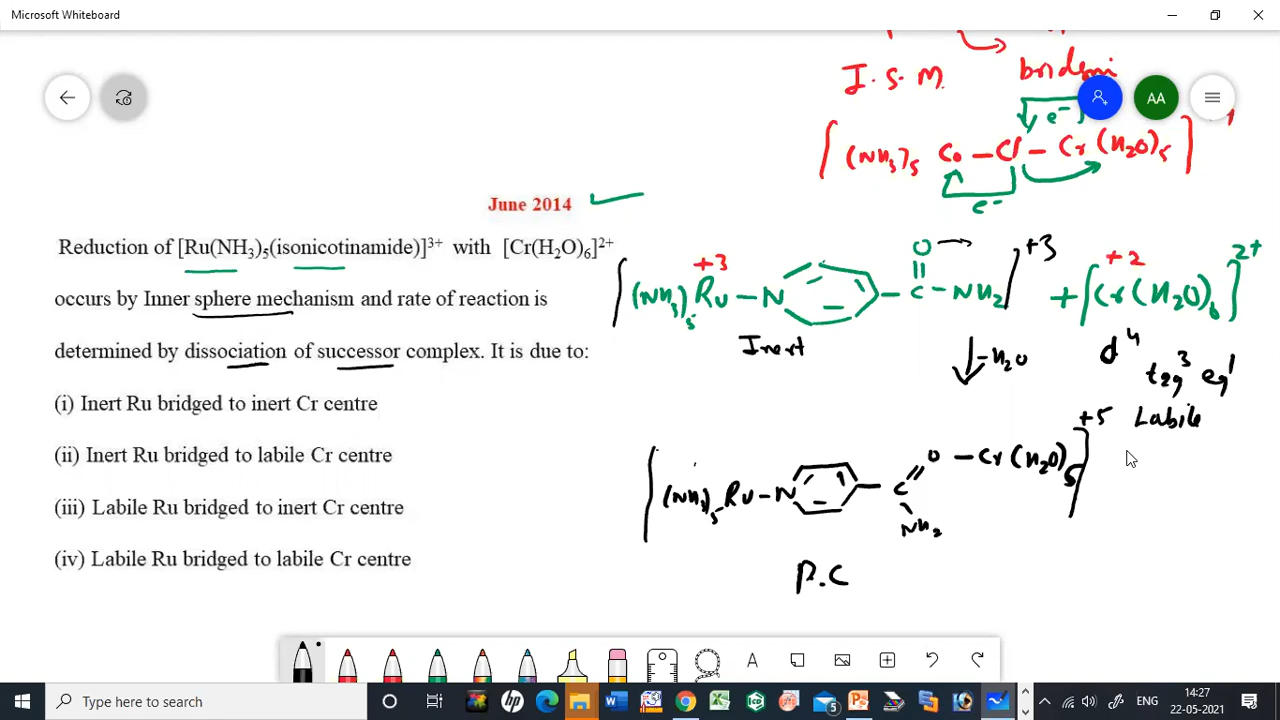 Microsoft Whiteboard
I.S.M.
AA
e-
[(NH3)5 Co – Cl – Cr (H2O)5]
e-
June 2014
Reduction of [Ru(NH3)5(isonicotinamide)]3+ with [Cr(H2O)6]2+
occurs by Inner sphere mechanism and rate of reaction is
determined by dissociation of successor complex. It is due to:
(i) Inert Ru bridged to inert Cr centre
(ii) Inert Ru bridged to labile Cr centre
(iii) Labile Ru bridged to inert Cr centre
(iv) Labile Ru bridged to labile Cr centre
+3 O +3 +2 2+
[(NH3)5 Ru – N – C – NH2] + [Cr(H2O)6]
Inert
-H2O
d4
t2g3 eg1
Labile
+5
[(NH3)5 Ru – N – C O – Cr (H2O)5]
NH2
P.C
A
ENG
14:27
22-05-2021
5
Type here to search